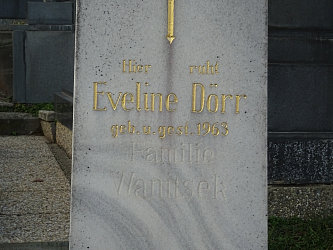 Hier ruht
Eveline Dörr
geb. u. gest. 1963
Familie